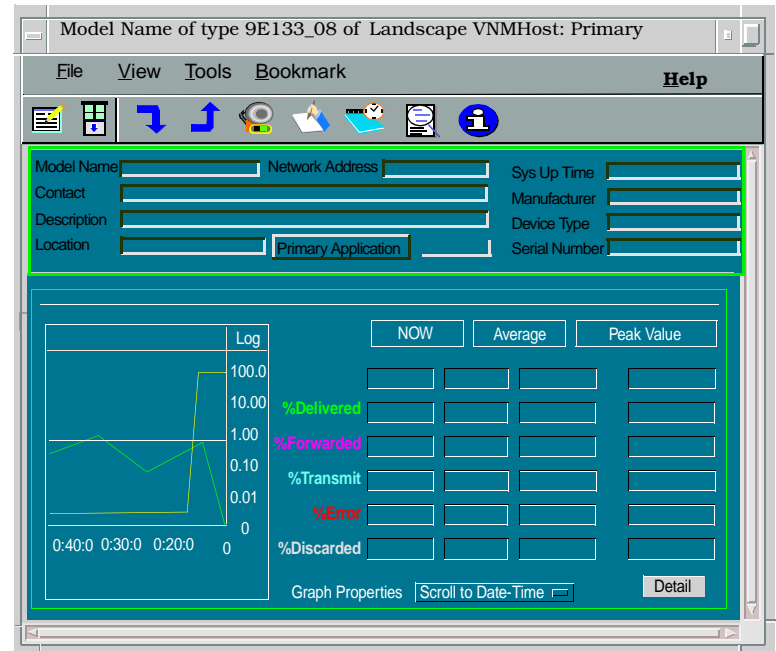 Model Name of type 9E133_08 of Landscape VNMHost: Primary
File View Tools Bookmark Help
Model Name Network Address Sys Up Time
Contact Manufacturer
Description Device Type
Location Primary Application Serial Number
Log NOW Average Peak Value
100.0
10.00 %Delivered
1.00 %Forwarded
0.10 %Transmit
0.01 %Error
0
0:40:0 0:30:0 0:20:0 0 %Discarded
Graph Properties Scroll to Date-Time Detail